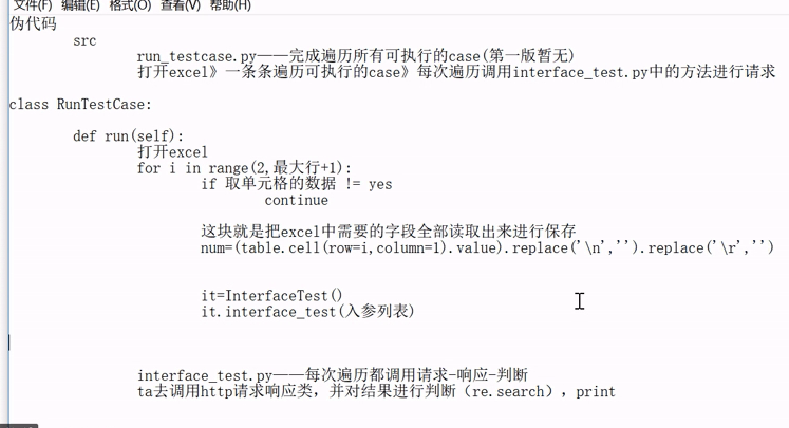 文件(F) 编辑(E) 格式(O) 查看(V) 帮助(H)
伪代码
src
run_testcase.py——完成遍历所有可执行的case(第一版暂无)
打开excel》一条条遍历可执行的case》每次遍历调用interface_test.py中的方法进行请求
class RunTestCase:
def run(self):
打开excel
for i in range(2,最大行+1):
if 取单元格的数据 != yes
continue
这块就是把excel中需要的字段全部读取出来进行保存
num=(table.cell(row=i,column=1).value).replace('\n','').replace('\r','')
it=InterfaceTest()
it.interface_test(入参列表)
interface_test.py——每次遍历都调用请求-响应-判断
ta去调用http请求响应类，并对结果进行判断（re.search），print